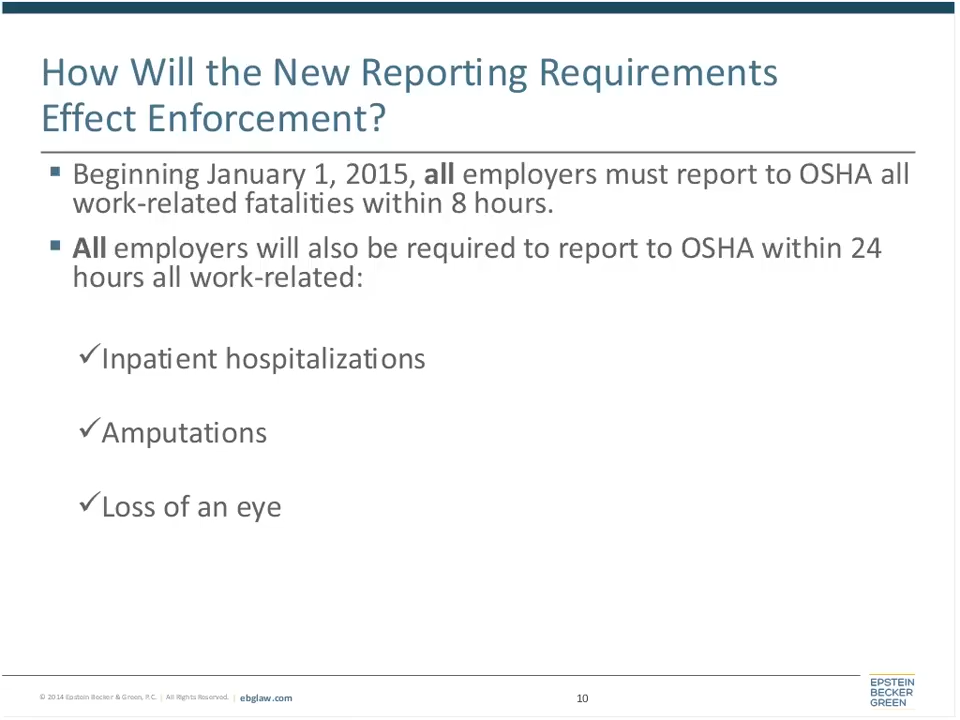 How Will the New Reporting Requirements
Effect Enforcement?
▪ Beginning January 1, 2015, all employers must report to OSHA all
work-related fatalities within 8 hours.
▪ All employers will also be required to report to OSHA within 24
hours all work-related:
✓Inpatient hospitalizations
✓Amputations
✓Loss of an eye
© 2014 Epstein Becker & Green, P.C. | All Rights Reserved. | ebglaw.com
10
EPSTEIN
BECKER
GREEN